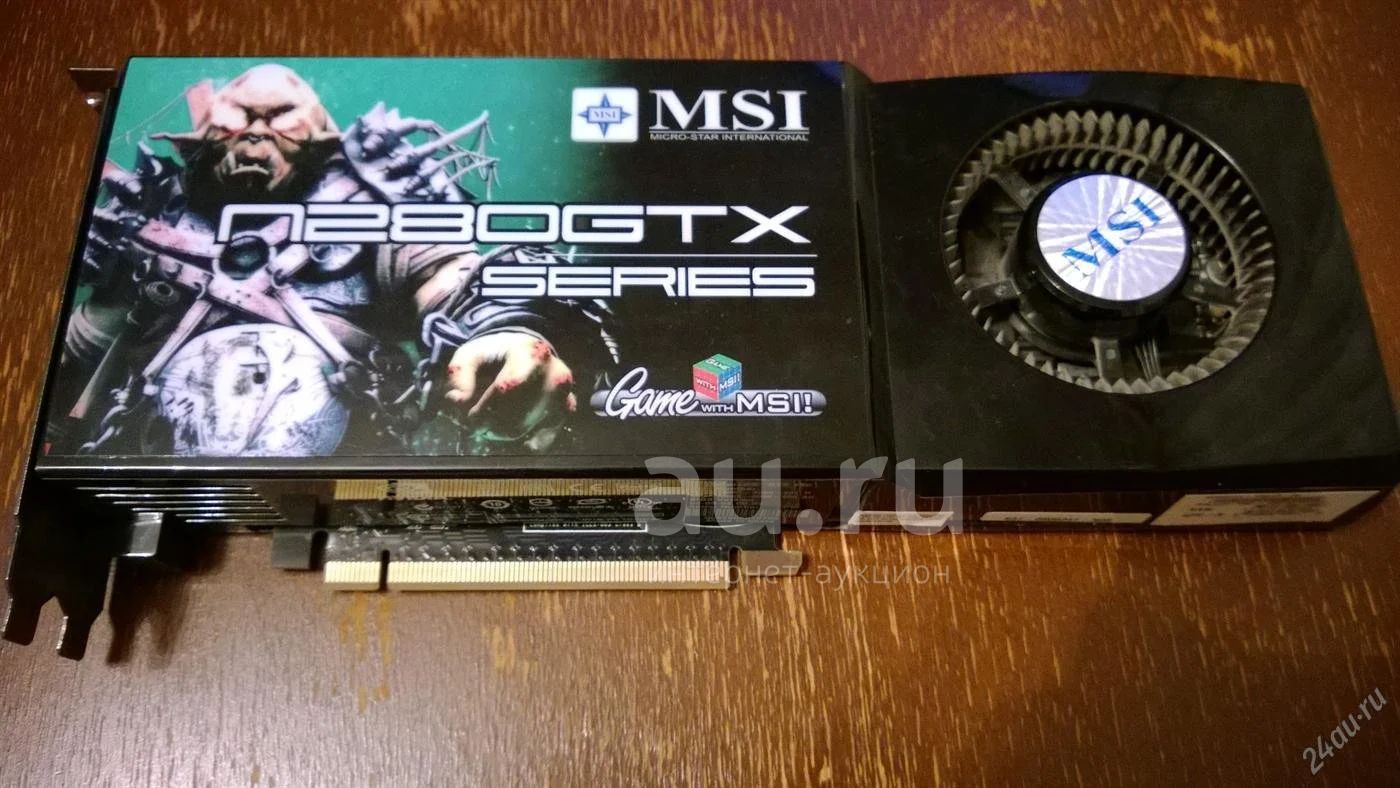 MSI
MSI
MICRO-STAR INTERNATIONAL
N280GTX
SERIES
MSI
GAME
WITH MSI!
Game WITH MSI!
au.ru
интернет-аукцион
24au.ru